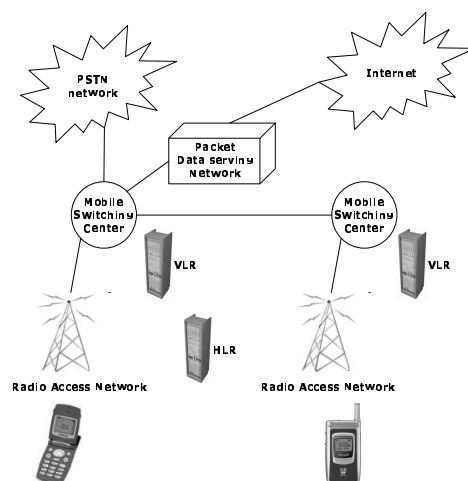 PSTN
network
Internet
Packet
Data serving
Network
Mobile
Switching
Center
Mobile
Switching
Center
VLR
VLR
HLR
Radio Access Network
Radio Access Network